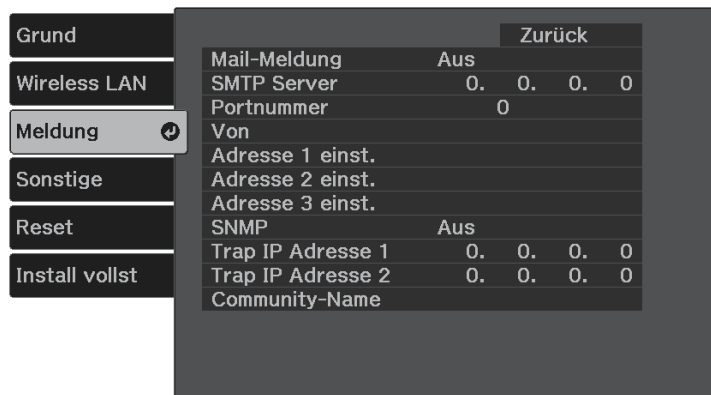 Grund
Wireless LAN
Meldung
Sonstige
Reset
Install vollst
Zurück
Mail-Meldung Aus
SMTP Server 0. 0. 0. 0
Portnummer 0
Von
Adresse 1 einst.
Adresse 2 einst.
Adresse 3 einst.
SNMP Aus
Trap IP Adresse 1 0. 0. 0. 0
Trap IP Adresse 2 0. 0. 0. 0
Community-Name